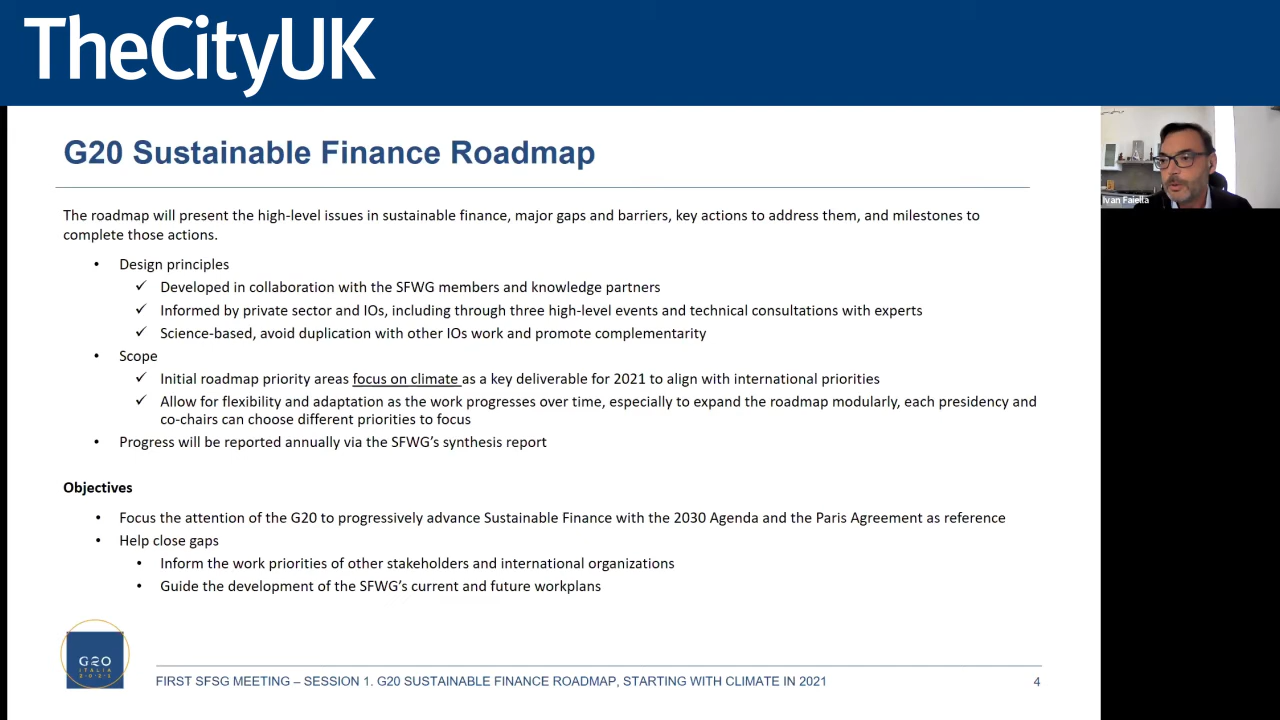 TheCityUK
G20 Sustainable Finance Roadmap
Ivan Faiella
The roadmap will present the high-level issues in sustainable finance, major gaps and barriers, key actions to address them, and milestones to
complete those actions.
• Design principles
✓ Developed in collaboration with the SFWG members and knowledge partners
✓ Informed by private sector and IOs, including through three high-level events and technical consultations with experts
✓ Science-based, avoid duplication with other IOs work and promote complementarity
• Scope
✓ Initial roadmap priority areas focus on climate as a key deliverable for 2021 to align with international priorities
✓ Allow for flexibility and adaptation as the work progresses over time, especially to expand the roadmap modularly, each presidency and
co-chairs can choose different priorities to focus
• Progress will be reported annually via the SFWG’s synthesis report
Objectives
• Focus the attention of the G20 to progressively advance Sustainable Finance with the 2030 Agenda and the Paris Agreement as reference
• Help close gaps
• Inform the work priorities of other stakeholders and international organizations
• Guide the development of the SFWG’s current and future workplans
G20
ITALIA
2021
FIRST SFSG MEETING – SESSION 1. G20 SUSTAINABLE FINANCE ROADMAP, STARTING WITH CLIMATE IN 2021
4